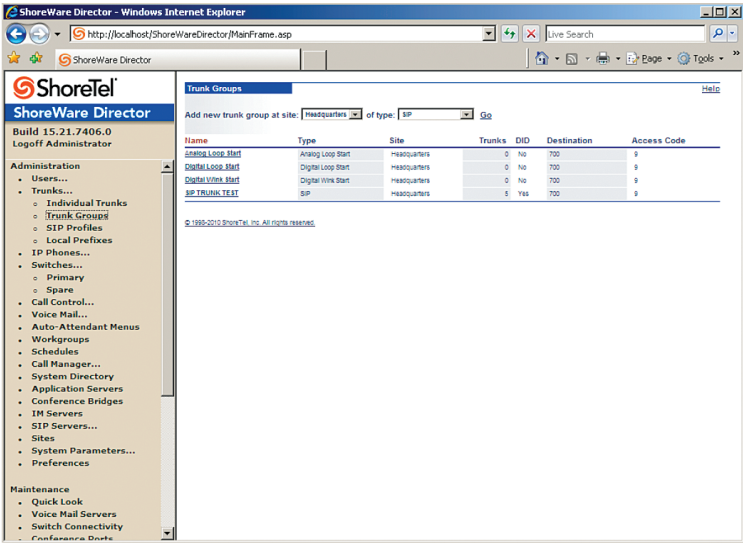 ShoreWare Director - Windows Internet Explorer
http://localhost/ShoreWareDirector/MainFrame.asp
Live Search
ShoreWare Director
Page
Tools
»
ShoreTel
ShoreWare Director
Build 15.21.7406.0
Logoff Administrator
Administration
Users...
Trunks...
Individual Trunks
Trunk Groups
SIP Profiles
Local Prefixes
IP Phones...
Switches...
Primary
Spare
Call Control...
Voice Mail...
Auto-Attendant Menus
Workgroups
Schedules
Call Manager...
System Directory
Application Servers
Conference Bridges
IM Servers
SIP Servers...
Sites
System Parameters...
Preferences
Maintenance
Quick Look
Voice Mail Servers
Switch Connectivity
Conference Ports
Trunk Groups Help
Add new trunk group at site: Headquarters of type: SIP Go
Name Type Site Trunks DID Destination Access Code
Analog Loop Start Analog Loop Start Headquarters 0 No 700 9
Digital Loop Start Digital Loop Start Headquarters 0 No 700 9
Digital Wink Start Digital Wink Start Headquarters 0 No 700 9
SIP TRUNK TEST SIP Headquarters 5 Yes 700 9
© 1998-2010 ShoreTel, Inc. All rights reserved.